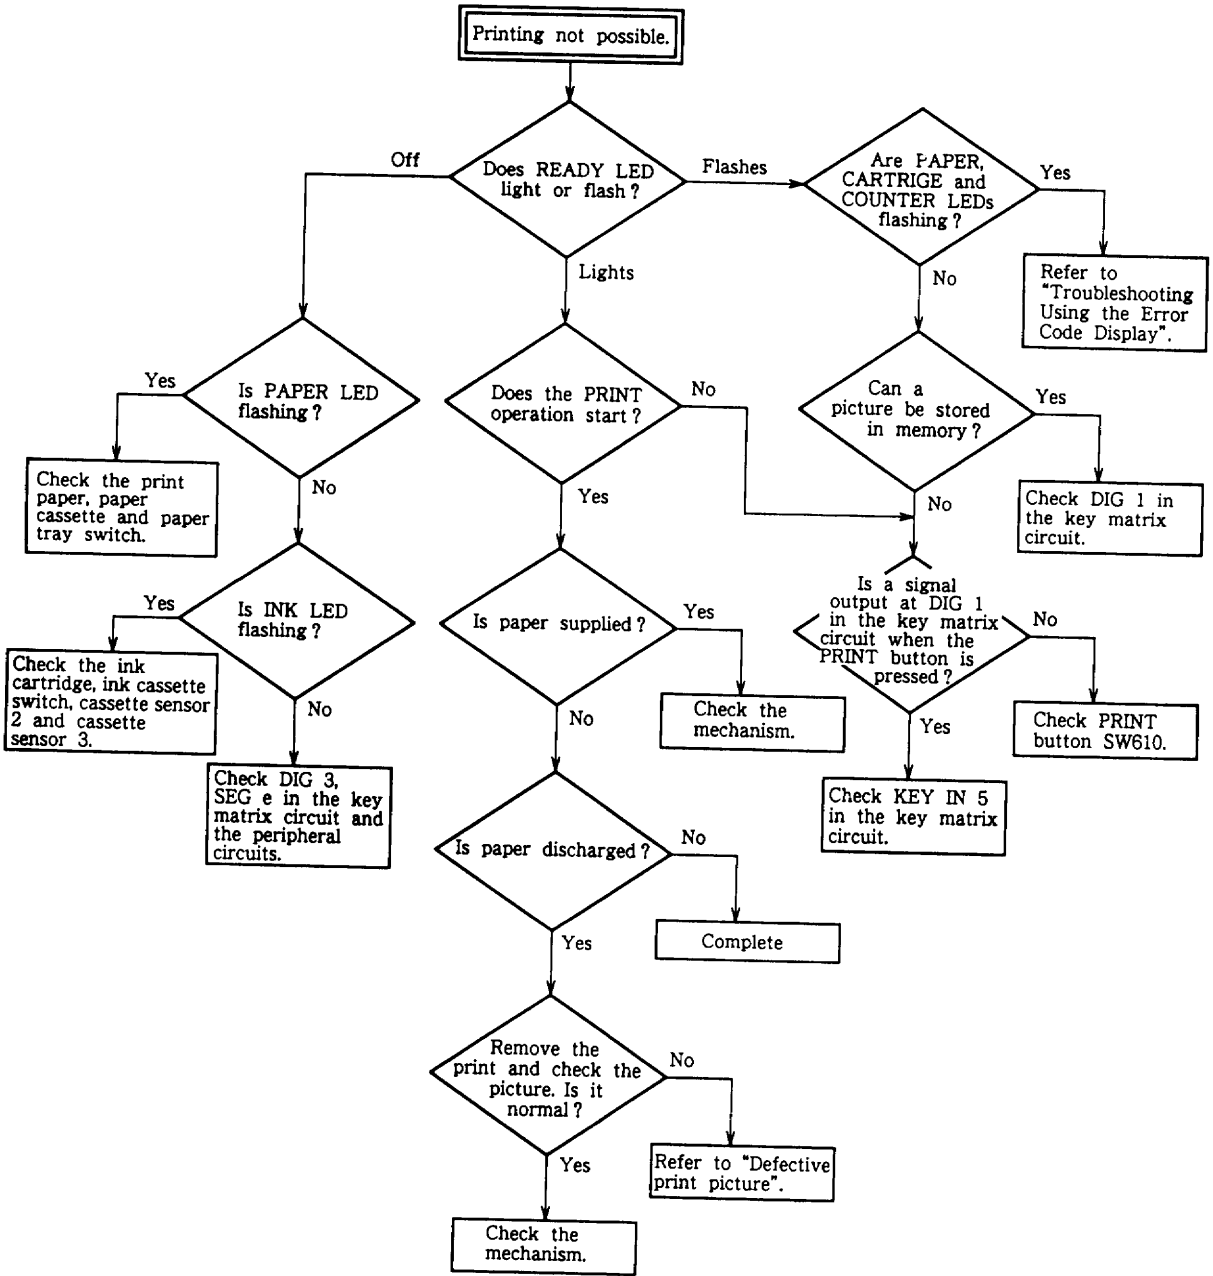 Printing not possible.
Off
Does READY LED
light or flash?
Flashes
Are PAPER,
CARTRIGE and
COUNTER LEDs
flashing?
Yes
Refer to
"Troubleshooting
Using the Error
Code Display".
Lights
No
Yes
Is PAPER LED
flashing?
Does the PRINT
operation start?
No
Can a
picture be stored
in memory?
Yes
Check the print
paper, paper
cassette and paper
tray switch.
No
Yes
No
Check DIG 1 in
the key matrix
circuit.
Yes
Is INK LED
flashing?
Is paper supplied?
Yes
Is a signal
output at DIG 1
in the key matrix
circuit when the
PRINT button is
pressed?
No
Check the ink
cartridge, ink cassette
switch, cassette sensor
2 and cassette
sensor 3.
No
No
Check the
mechanism.
Yes
Check PRINT
button SW610.
Check DIG 3,
SEG e in the key
matrix circuit and
the peripheral
circuits.
Check KEY IN 5
in the key matrix
circuit.
Is paper discharged?
No
Yes
Complete
Remove the
print and check the
picture. Is it
normal?
No
Yes
Refer to "Defective
print picture".
Check the
mechanism.